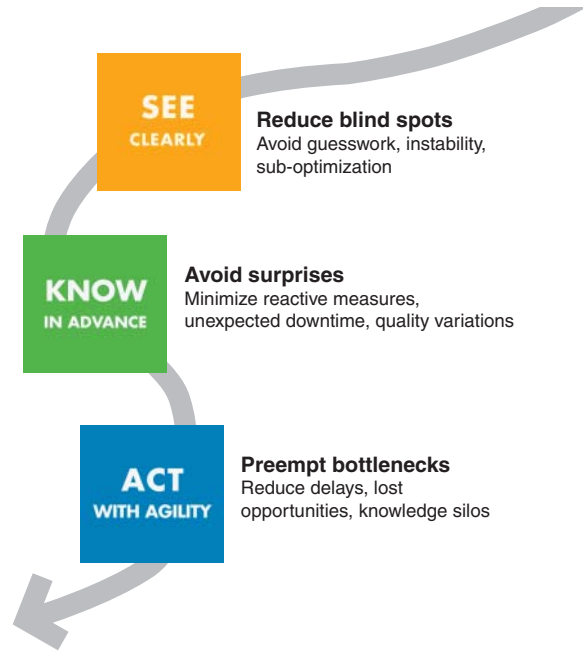 SEE
CLEARLY
Reduce blind spots
Avoid guesswork, instability,
sub-optimization
KNOW
IN ADVANCE
Avoid surprises
Minimize reactive measures,
unexpected downtime, quality variations
ACT
WITH AGILITY
Preempt bottlenecks
Reduce delays, lost
opportunities, knowledge silos